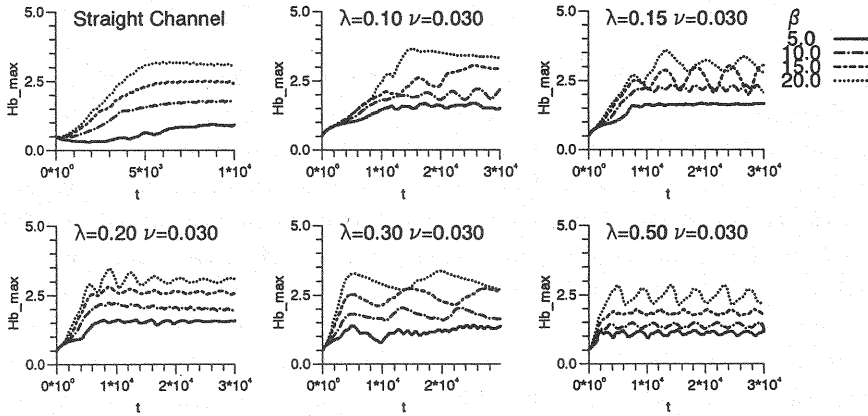 Straight Channel
5.0
2.5
0.0
Hb_max
0*10⁰ 5*10³ 1*10⁴
t
λ=0.10 ν=0.030
5.0
2.5
0.0
Hb_max
0*10⁰ 1*10⁴ 2*10⁴ 3*10⁴
t
λ=0.15 ν=0.030
5.0
2.5
0.0
Hb_max
0*10⁰ 1*10⁴ 2*10⁴ 3*10⁴
t
β
5.0
10.0
15.0
20.0
λ=0.20 ν=0.030
5.0
2.5
0.0
Hb_max
0*10⁰ 1*10⁴ 2*10⁴ 3*10⁴
t
λ=0.30 ν=0.030
5.0
2.5
0.0
Hb_max
0*10⁰ 1*10⁴ 2*10⁴
t
λ=0.50 ν=0.030
5.0
2.5
0.0
Hb_max
0*10⁰ 1*10⁴ 2*10⁴ 3*10⁴
t